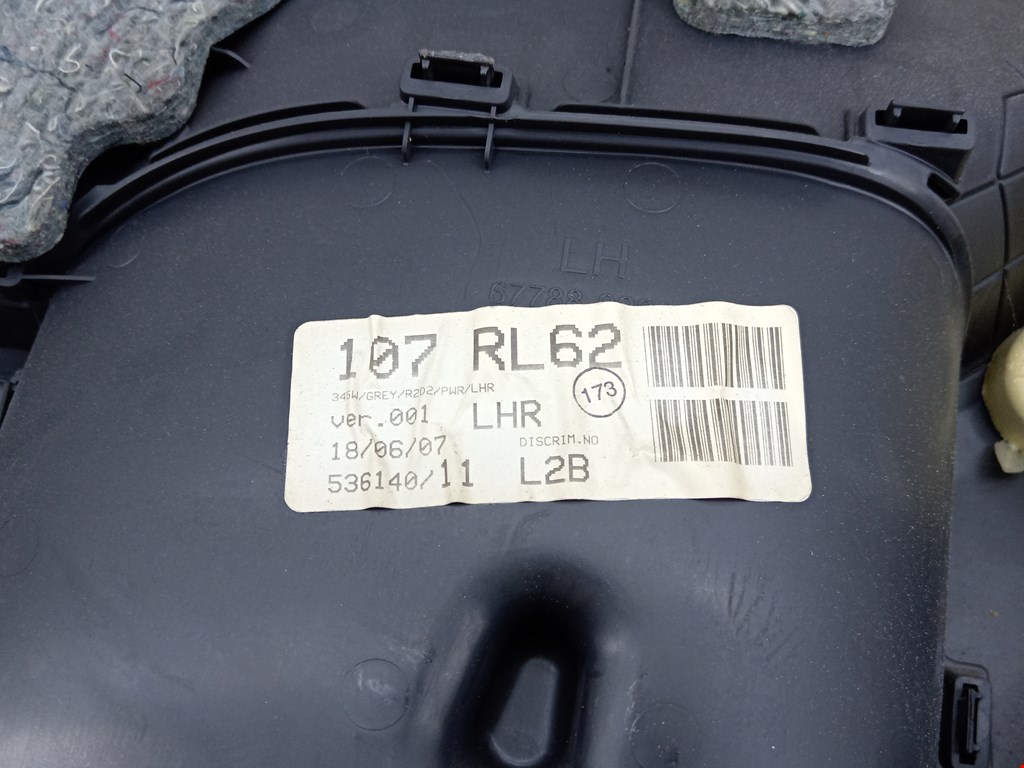 LH
67788
107 RL62
345W/GREY/R2D2/PWR/LHR
173
ver.001 LHR
18/06/07 DISCRIM.NO
536140/11 L2B